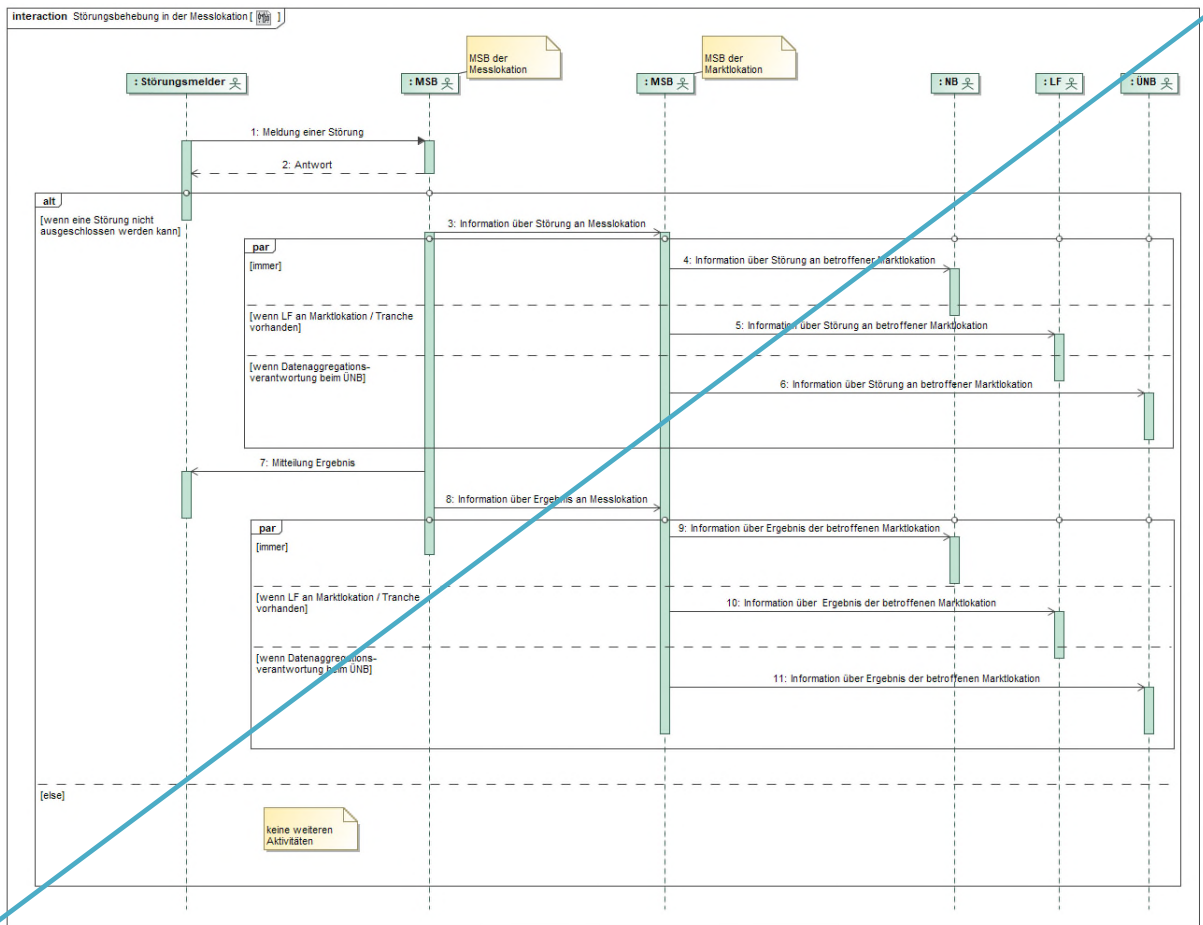 interaction Störungsbehebung in der Messlokation [ ]
MSB der
Messlokation
MSB der
Marktlokation
: Störungsmelder
: MSB
: MSB
: NB
: LF
: ÜNB
1: Meldung einer Störung
2: Antwort
alt
[wenn eine Störung nicht
ausgeschlossen werden kann]
3: Information über Störung an Messlokation
par
[immer]
4: Information über Störung an betroffener Marktlokation
[wenn LF an Marktlokation / Tranche
vorhanden]
5: Information über Störung an betroffener Marktlokation
[wenn Datenaggregations-
verantwortung beim ÜNB]
6: Information über Störung an betroffener Marktlokation
7: Mitteilung Ergebnis
8: Information über Ergebnis an Messlokation
par
9: Information über Ergebnis der betroffenen Marktlokation
[immer]
[wenn LF an Marktlokation / Tranche
vorhanden]
10: Information über Ergebnis der betroffenen Marktlokation
[wenn Datenaggregations-
verantwortung beim ÜNB]
11: Information über Ergebnis der betroffenen Marktlokation
[else]
keine weiteren
Aktivitäten